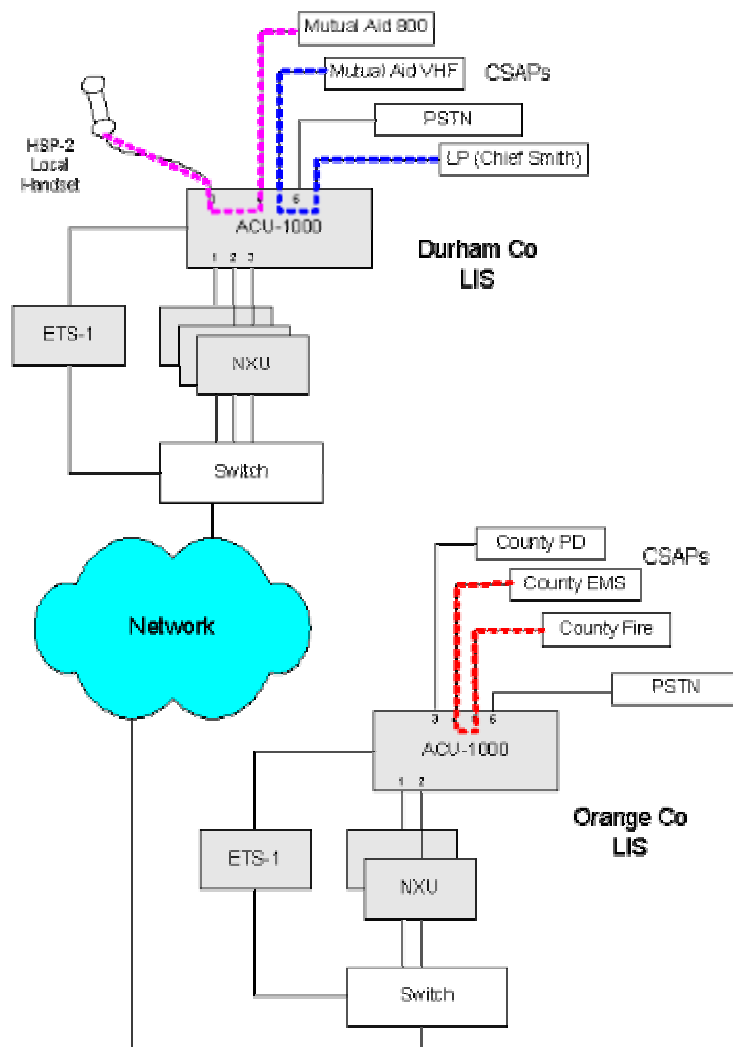 Mutual Aid 800
Mutual Aid VHF
CSAPs
PSTN
LP (Chief Smith)
HSP-2
Local
Handset
6
ACU-1000
1 2 3
Durham Co
LIS
ETS-1
NXU
Switch
Network
County PD
CSAPs
County EMS
County Fire
PSTN
3 6
ACU-1000
1 2
Orange Co
LIS
ETS-1
NXU
Switch